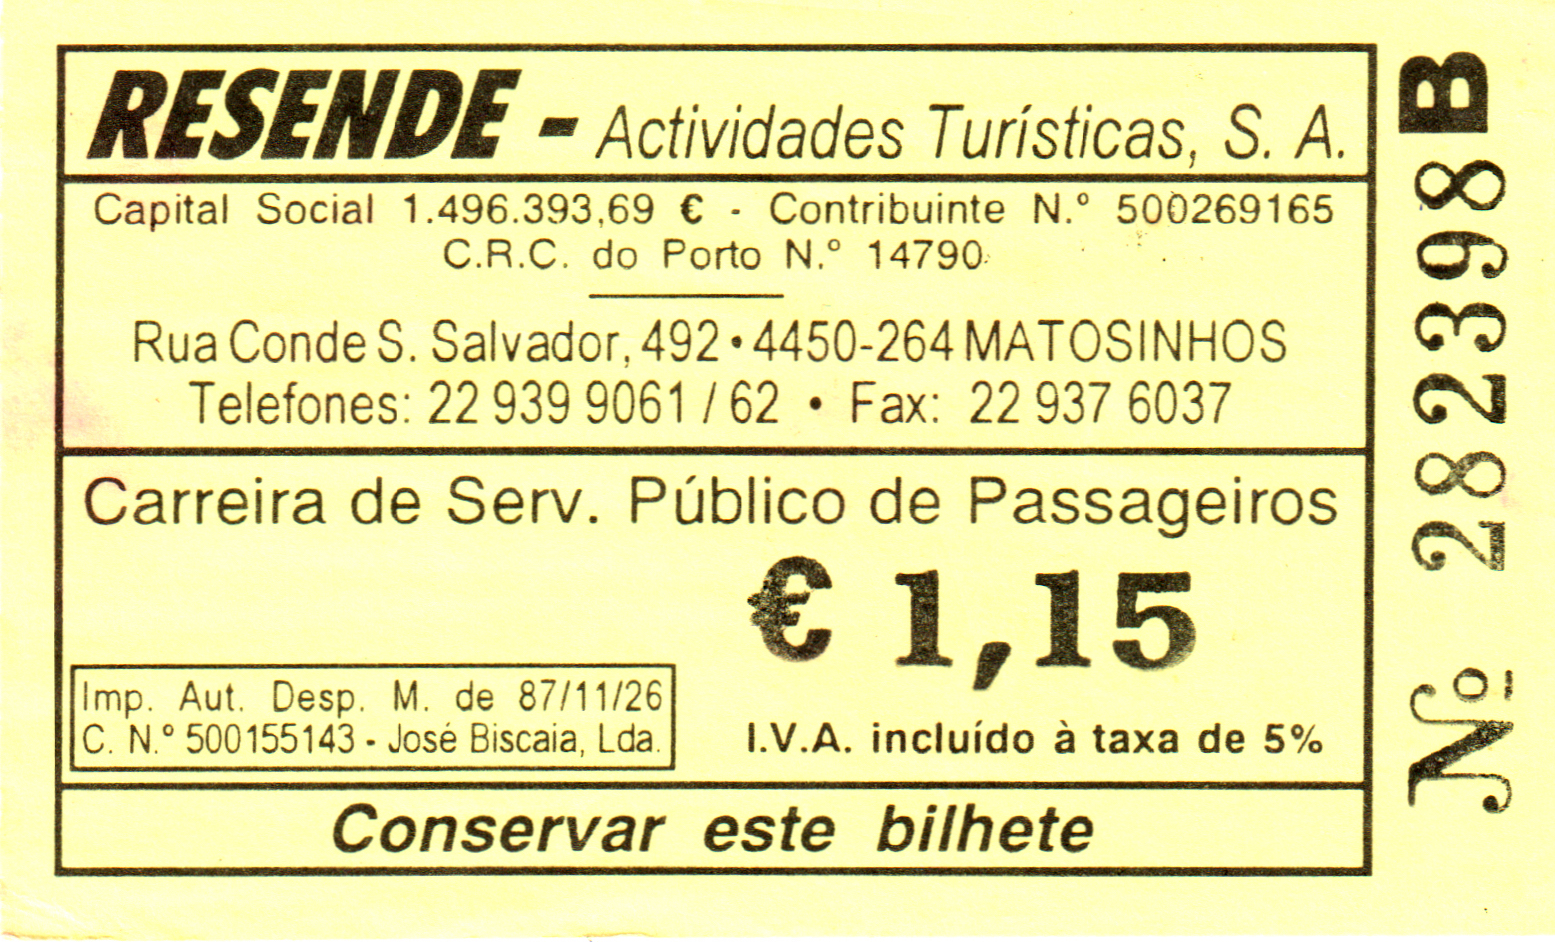 RESENDE - Actividades Turísticas, S. A.
Capital Social 1.496.393,69 € - Contribuinte N.º 500269165
C.R.C. do Porto N.º 14790
Rua Conde S. Salvador, 492 • 4450-264 MATOSINHOS
Telefones: 22 939 9061 / 62 • Fax: 22 937 6037
Carreira de Serv. Público de Passageiros
€ 1,15
Imp. Aut. Desp. M. de 87/11/26
C. N.º 500155143 - José Biscaia, Lda.
I.V.A. incluído à taxa de 5%
Conservar este bilhete
Nº 282398 B